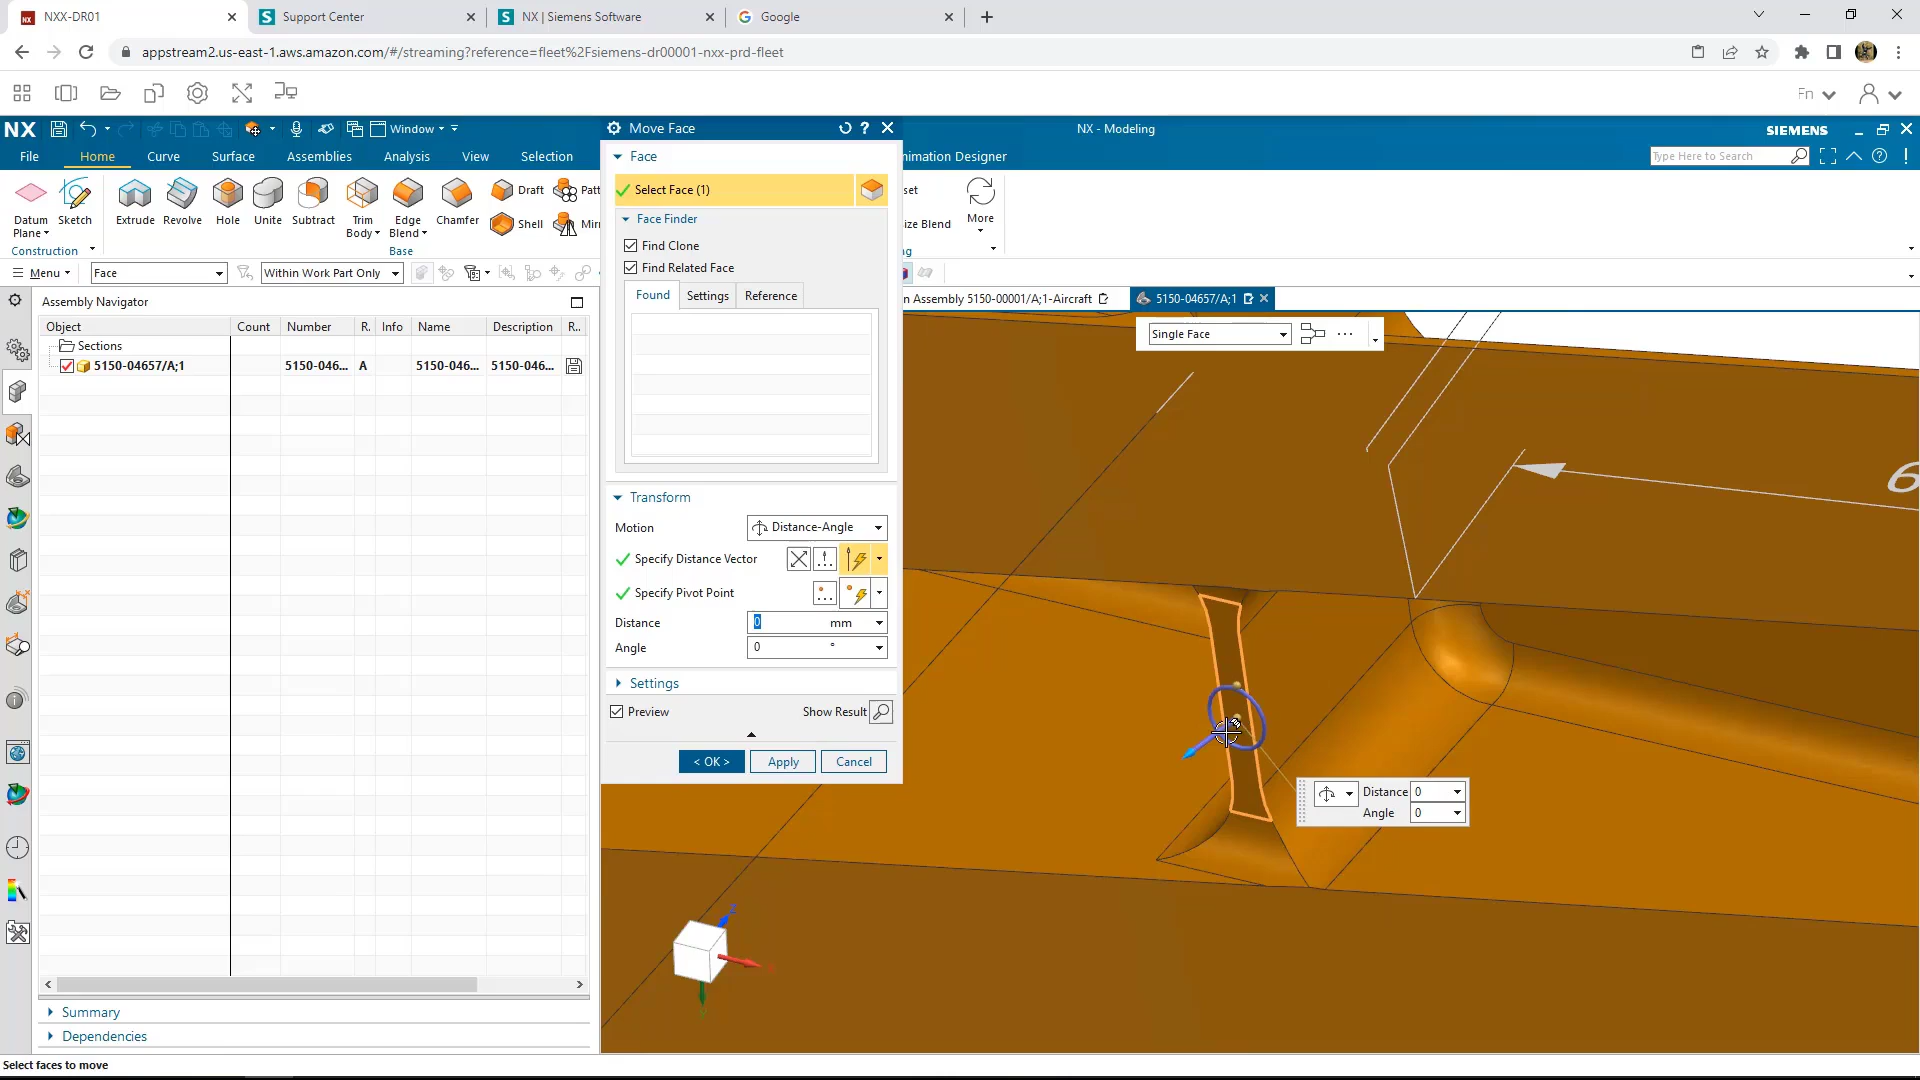 NXX-DR01
Support Center
NX | Siemens Software
Google
appstream2.us-east-1.aws.amazon.com/#/streaming?reference=fleet%2Fsiemens-dr00001-nxx-prd-fleet
Fn
NX
Window
Move Face
NX - Modeling
SIEMENS
File
Home
Curve
Surface
Assemblies
Analysis
View
Selection
nimation Designer
Type Here to Search
Datum Plane
Sketch
Extrude
Revolve
Hole
Unite
Subtract
Trim Body
Edge Blend
Chamfer
Draft
Shell
Patt
Mirr
set
ize Blend
More
Construction
Base
ng
Menu
Face
Within Work Part Only
Face
Select Face (1)
Face Finder
Find Clone
Find Related Face
Found
Settings
Reference
Transform
Motion
Distance-Angle
Specify Distance Vector
Specify Pivot Point
Distance
0
mm
Angle
0
°
Settings
Preview
Show Result
< OK >
Apply
Cancel
Assembly Navigator
Object
Count
Number
R.
Info
Name
Description
R..
Sections
5150-04657/A;1
5150-046...
A
5150-046...
5150-046...
Summary
Dependencies
n Assembly 5150-00001/A;1-Aircraft
5150-04657/A;1
Single Face
6
Distance 0
Angle 0
Z
Y
Select faces to move